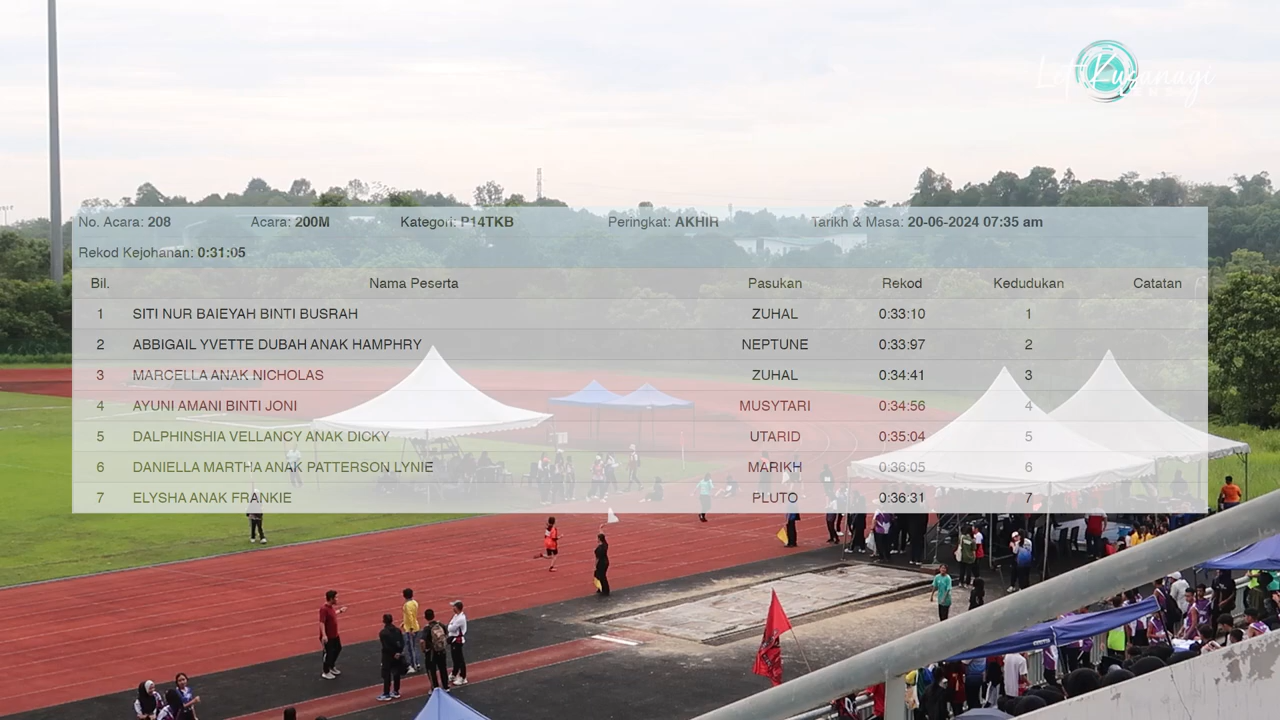 Let Kusanagi
No. Acara: 208 Acara: 200M Kategori: P14TKB Peringkat: AKHIR Tarikh & Masa: 20-06-2024 07:35 am
Rekod Kejohanan: 0:31:05
Bil. Nama Peserta Pasukan Rekod Kedudukan Catatan
1 SITI NUR BAIEYAH BINTI BUSRAH ZUHAL 0:33:10 1
2 ABBIGAIL YVETTE DUBAH ANAK HAMPHRY NEPTUNE 0:33:97 2
3 MARCELLA ANAK NICHOLAS ZUHAL 0:34:41 3
4 AYUNI AMANI BINTI JONI MUSYTARI 0:34:56 4
5 DALPHINSHIA VELLANCY ANAK DICKY UTARID 0:35:04 5
6 DANIELLA MARTHA ANAK PATTERSON LYNIE MARIKH 0:36:05 6
7 ELYSHA ANAK FRANKIE PLUTO 0:36:31 7